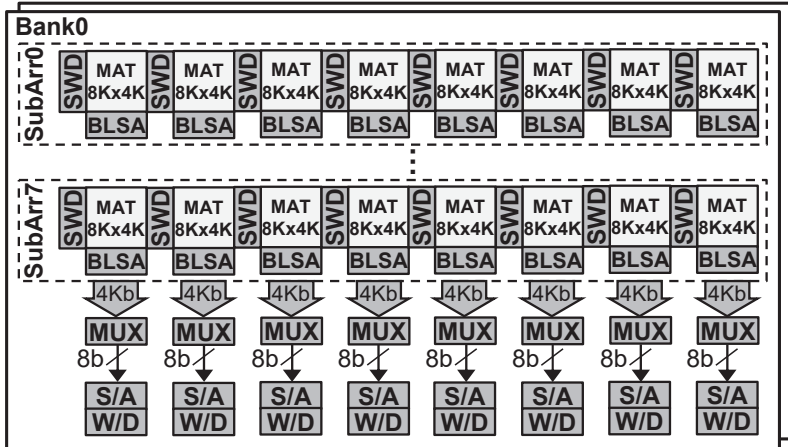 Bank0
SubArr0
SWD MAT 8Kx4K SWD MAT 8Kx4K SWD MAT 8Kx4K SWD MAT 8Kx4K SWD MAT 8Kx4K SWD MAT 8Kx4K SWD MAT 8Kx4K SWD MAT 8Kx4K
BLSA BLSA BLSA BLSA BLSA BLSA BLSA BLSA
SubArr7
SWD MAT 8Kx4K SWD MAT 8Kx4K SWD MAT 8Kx4K SWD MAT 8Kx4K SWD MAT 8Kx4K SWD MAT 8Kx4K SWD MAT 8Kx4K SWD MAT 8Kx4K
BLSA BLSA BLSA BLSA BLSA BLSA BLSA BLSA
4Kb 4Kb 4Kb 4Kb 4Kb 4Kb 4Kb 4Kb
MUX MUX MUX MUX MUX MUX MUX MUX
8b 8b 8b 8b 8b 8b 8b 8b
S/A S/A S/A S/A S/A S/A S/A S/A
W/D W/D W/D W/D W/D W/D W/D W/D